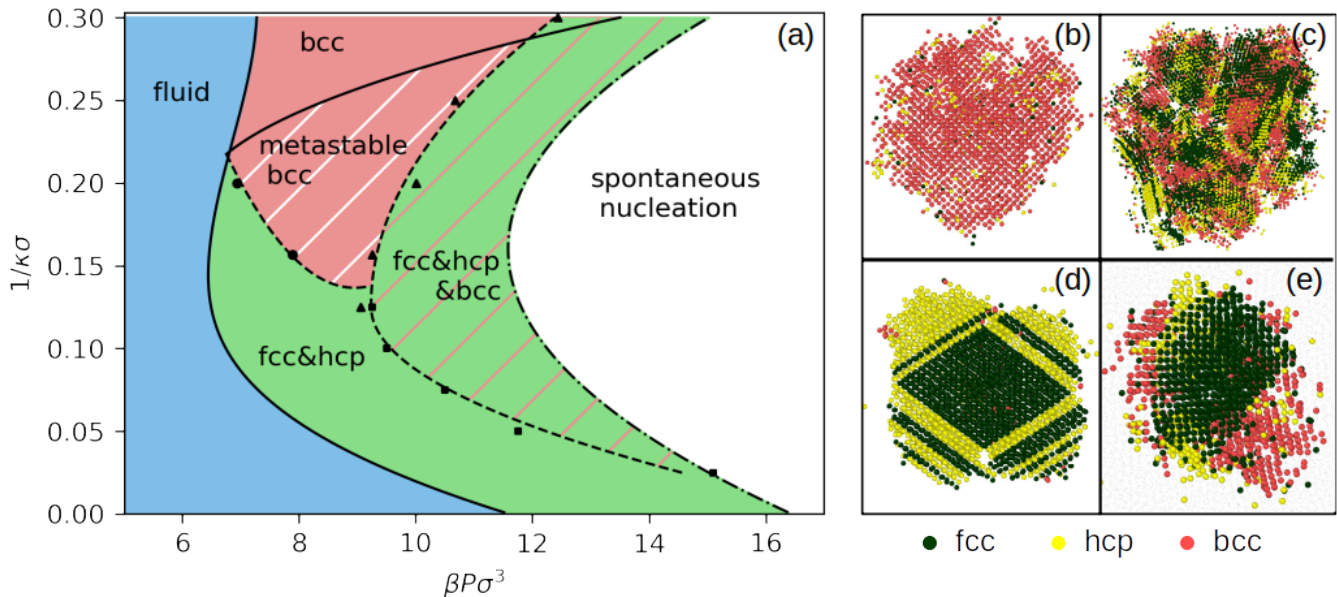 0.30
0.25
0.20
0.15
0.10
0.05
0.00
1/κσ
6
8
10
12
14
16
βPσ³
(a)
bcc
fluid
metastable
bcc
spontaneous
nucleation
fcc&hcp
&bcc
fcc&hcp
(b)
(c)
(d)
(e)
fcc
hcp
bcc